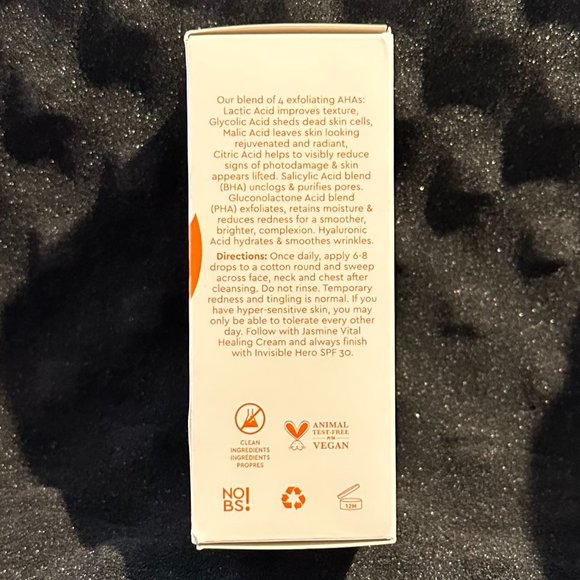 Our blend of 4 exfoliating AHAs:
Lactic Acid improves texture,
Glycolic Acid sheds dead skin cells,
Malic Acid leaves skin looking
rejuvenated and radiant,
Citric Acid helps to visibly reduce
signs of photodamage & skin
appears lifted. Salicylic Acid blend
(BHA) unclogs & purifies pores.
Gluconolactone Acid blend
(PHA) exfoliates, retains moisture &
reduces redness for a smoother,
brighter, complexion. Hyaluronic
Acid hydrates & smoothes wrinkles.
Directions: Once daily, apply 6-8
drops to a cotton round and sweep
across face, neck and chest after
cleansing. Do not rinse. Temporary
redness and tingling is normal. If you
have hyper-sensitive skin, you may
only be able to tolerate every other
day. Follow with Jasmine Vital
Healing Cream and always finish
with Invisible Hero SPF 30.
CLEAN
INGREDIENTS
INGRÉDIENTS
PROPRES
ANIMAL
TEST-FREE
PETA
VEGAN
NO
BS!
12M